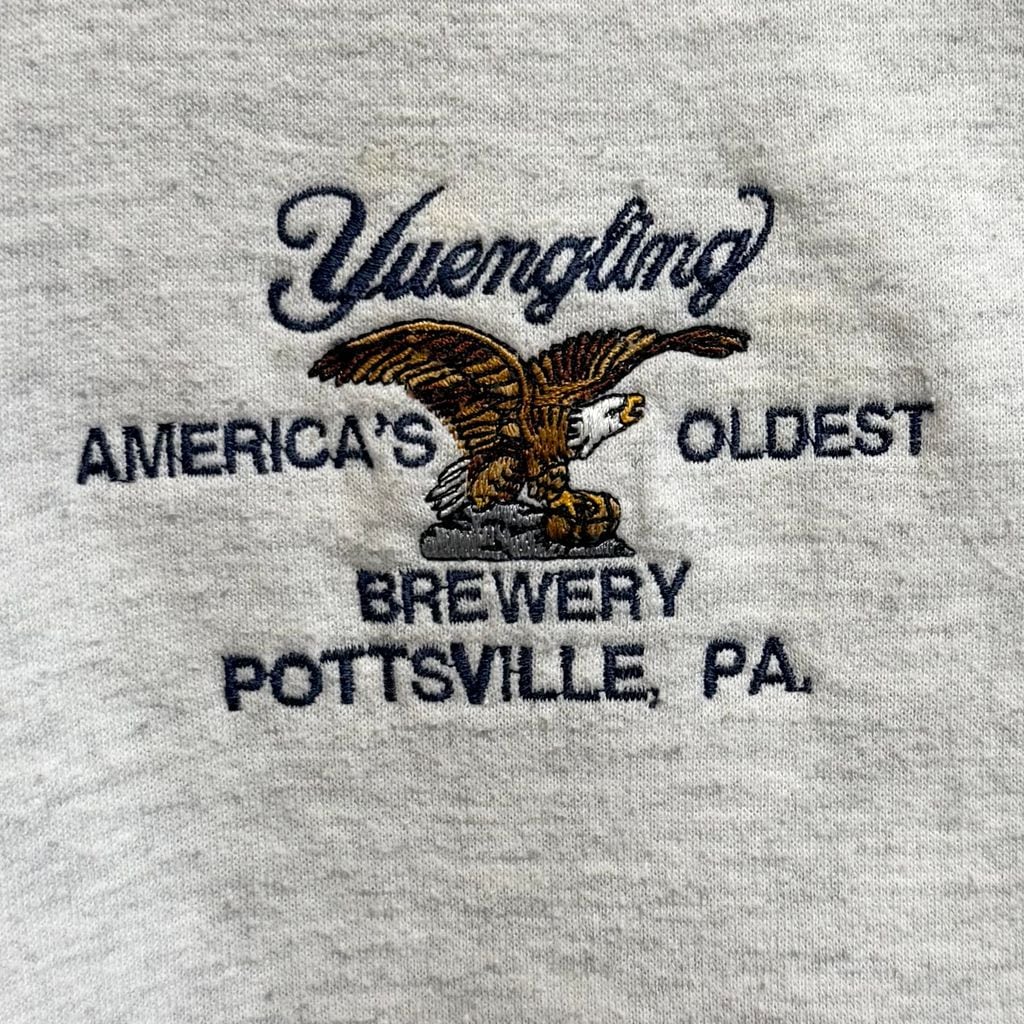 Yuengling
AMERICA'S OLDEST
BREWERY
POTTSVILLE, PA.